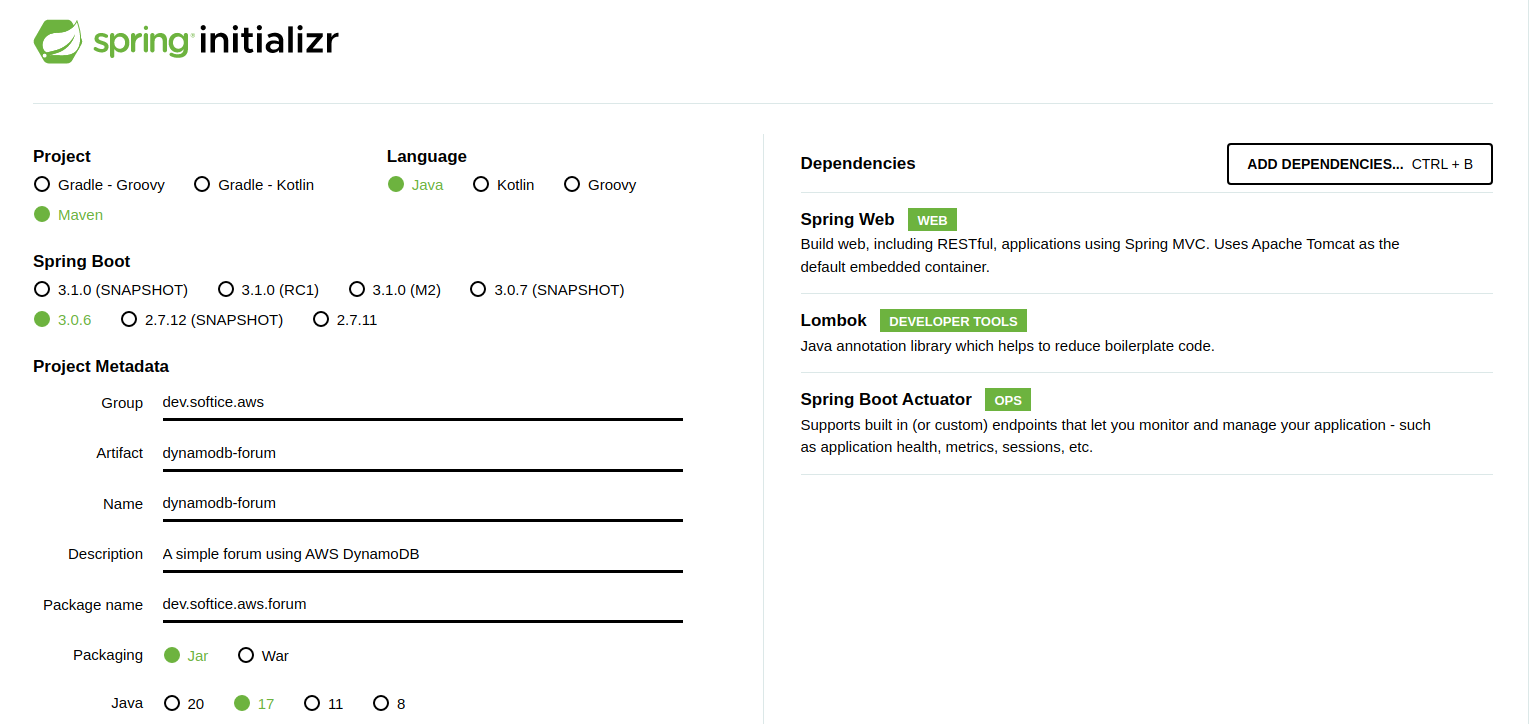 spring initializr
Project
Gradle - Groovy Gradle - Kotlin
Maven
Language
Java Kotlin Groovy
Spring Boot
3.1.0 (SNAPSHOT) 3.1.0 (RC1) 3.1.0 (M2) 3.0.7 (SNAPSHOT)
3.0.6 2.7.12 (SNAPSHOT) 2.7.11
Project Metadata
Group dev.softice.aws
Artifact dynamodb-forum
Name dynamodb-forum
Description A simple forum using AWS DynamoDB
Package name dev.softice.aws.forum
Packaging Jar War
Java 20 17 11 8
Dependencies ADD DEPENDENCIES... CTRL + B
Spring Web WEB
Build web, including RESTful, applications using Spring MVC. Uses Apache Tomcat as the
default embedded container.
Lombok DEVELOPER TOOLS
Java annotation library which helps to reduce boilerplate code.
Spring Boot Actuator OPS
Supports built in (or custom) endpoints that let you monitor and manage your application - such
as application health, metrics, sessions, etc.